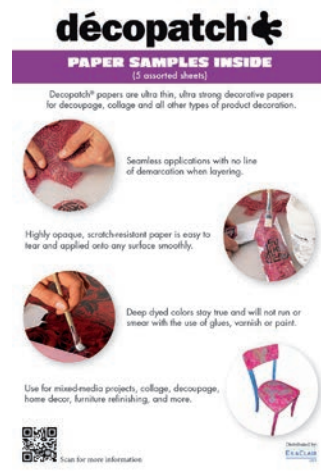 décopatch
PAPER SAMPLES INSIDE
(5 assorted sheets)
Decopatch® papers are ultra thin, ultra strong decorative papers
for decoupage, collage and all other types of product decoration.
Seamless applications with no line
of demarcation when layering.
Highly opaque, scratch-resistant paper is easy to
tear and applied onto any surface smoothly.
Deep dyed colors stay true and will not run or
smear with the use of glues, varnish or paint.
Use for mixed-media projects, collage, decoupage,
home decor, furniture refinishing, and more.
Scan for more information
Distributed by:
EXACLAIR